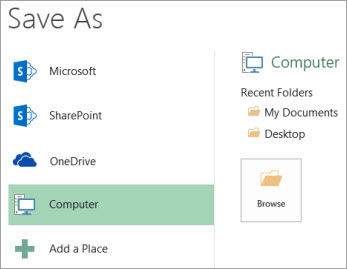 Save As
Microsoft
SharePoint
OneDrive
Computer
Add a Place
Computer
Recent Folders
My Documents
Desktop
Browse